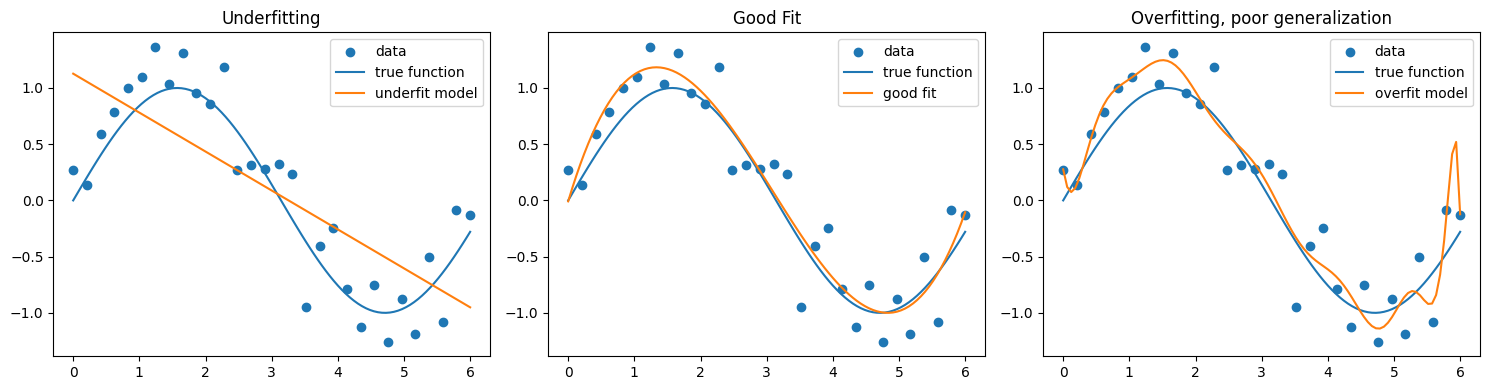 Underfitting
data
true function
underfit model
1.0
0.5
0.0
-0.5
-1.0
0 1 2 3 4 5 6
Good Fit
data
true function
good fit
1.0
0.5
0.0
-0.5
-1.0
0 1 2 3 4 5 6
Overfitting, poor generalization
data
true function
overfit model
1.0
0.5
0.0
-0.5
-1.0
0 1 2 3 4 5 6